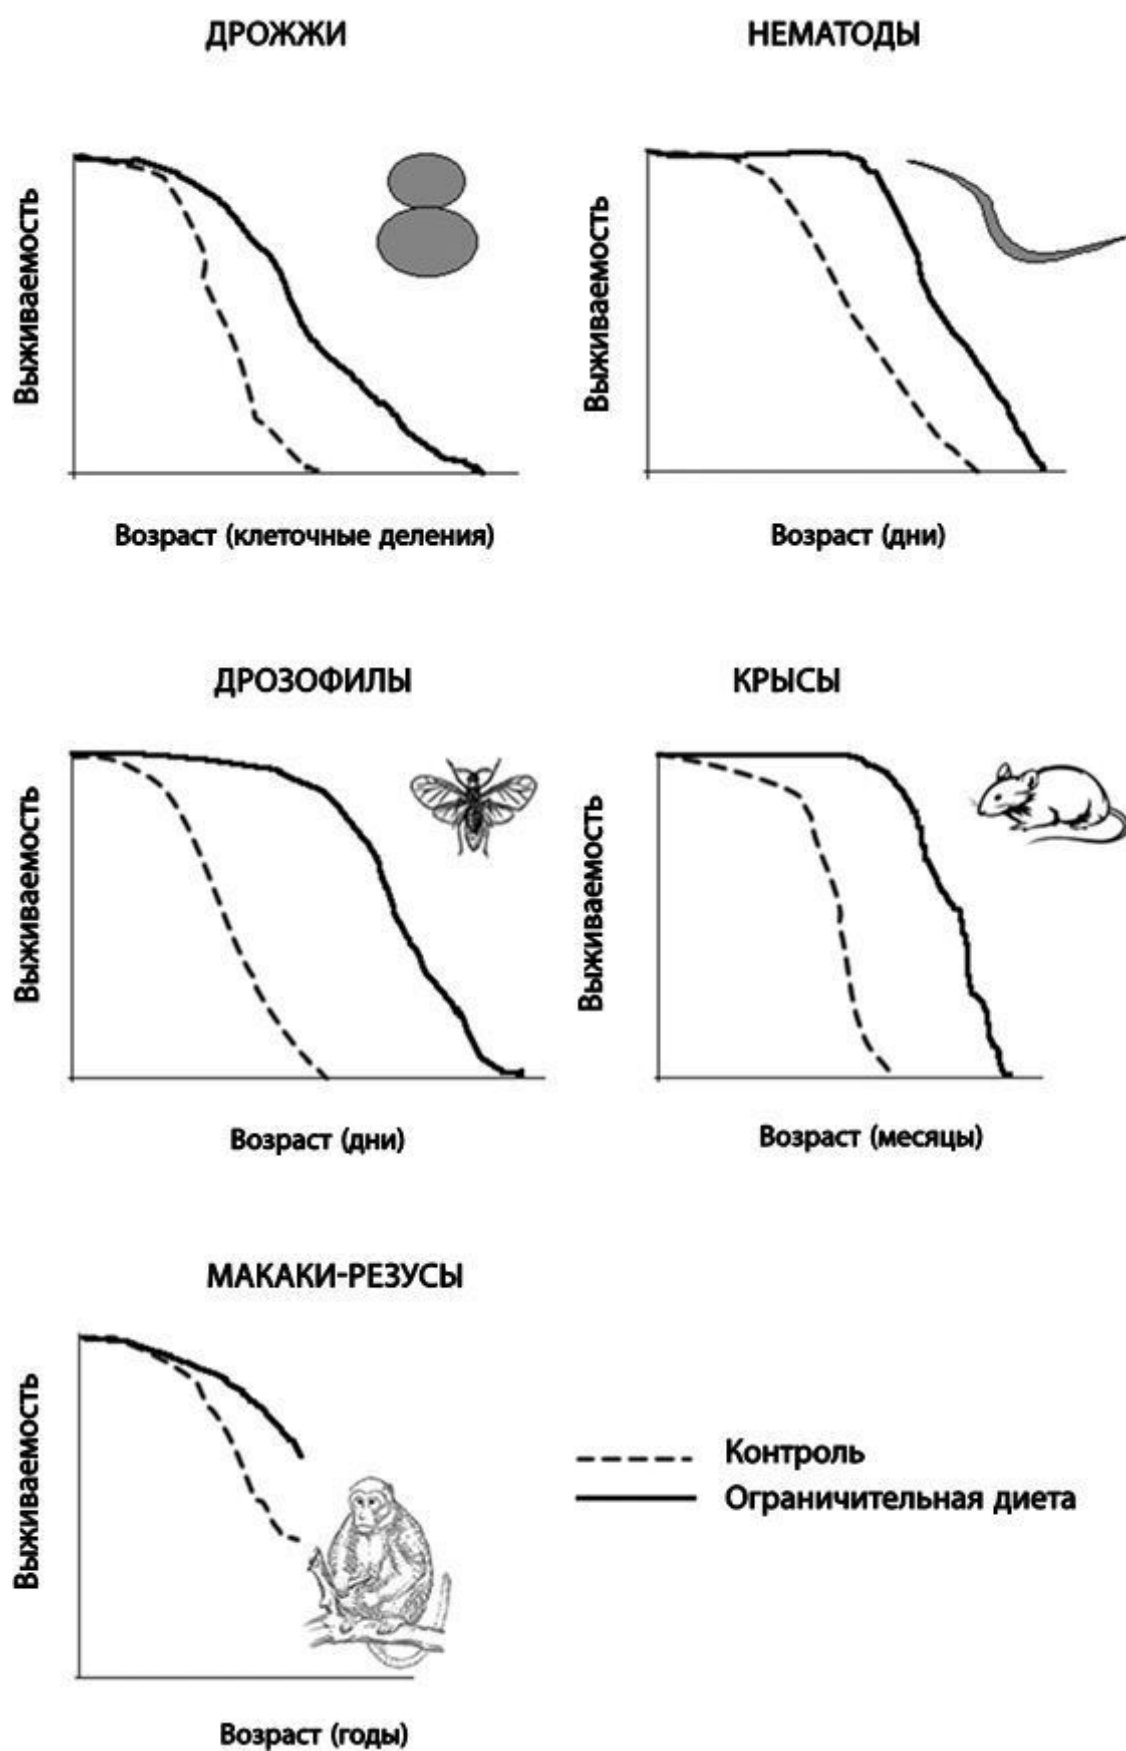 ДРОЖЖИ
НЕМАТОДЫ
Выживаемость
Выживаемость
Возраст (клеточные деления)
Возраст (дни)
ДРОЗОФИЛЫ
КРЫСЫ
Выживаемость
Выживаемость
Возраст (дни)
Возраст (месяцы)
МАКАКИ-РЕЗУСЫ
Выживаемость
Контроль
Ограничительная диета
Возраст (годы)